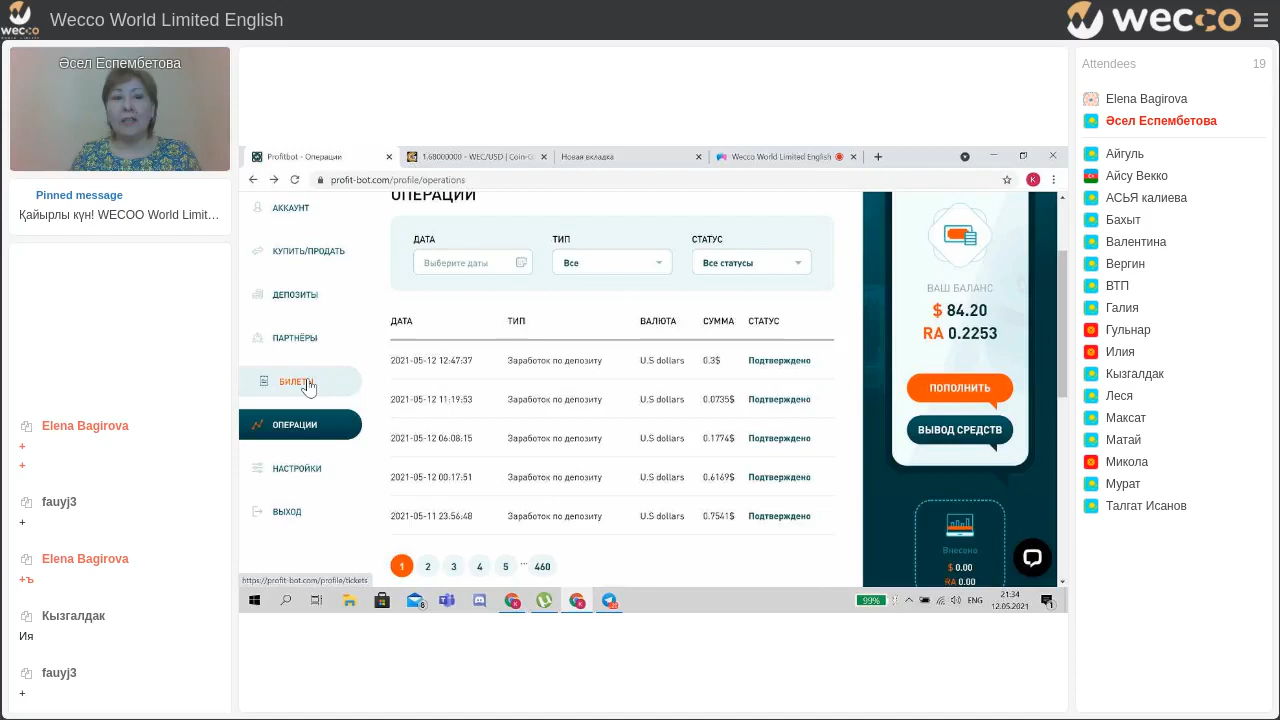 Wecco World Limited English
wecco
Әсел Еспембетова
Pinned message
Қайырлы күн! WECOO World Limit…
Elena Bagirova
+
+
fauyj3
+
Elena Bagirova
+ъ
Кызгалдак
Ия
fauyj3
+
Profitbot - Операции
1.68000000 - WEC/USD | Coin-G
Новая вкладка
Wecco World Limited English
profit-bot.com/profile/operations
K
АККАУНТ
КУПИТЬ/ПРОДАТЬ
ДЕПОЗИТЫ
ПАРТНЁРЫ
БИЛЕТЫ
ОПЕРАЦИИ
НАСТРОЙКИ
ВЫХОД
https://profit-bot.com/profile/tickets
ОПЕРАЦИИ
ДАТА ТИП СТАТУС
Выберите даты Все Все статусы
ДАТА ТИП ВАЛЮТА СУММА СТАТУС
2021-05-12 12:47:37 Заработок по депозиту U.S dollars 0.3$ Подтверждено
2021-05-12 11:19:53 Заработок по депозиту U.S dollars 0.0735$ Подтверждено
2021-05-12 06:08:15 Заработок по депозиту U.S dollars 0.1774$ Подтверждено
2021-05-12 00:17:51 Заработок по депозиту U.S dollars 0.6169$ Подтверждено
2021-05-11 23:56:48 Заработок по депозиту U.S dollars 0.7541$ Подтверждено
1 2 3 4 5 ... 460
ВАШ БАЛАНС
$ 84.20
RA 0.2253
ПОПОЛНИТЬ
ВЫВОД СРЕДСТВ
Внесено
$ 0.00
RA 0.00
99%
ENG
21:34
12.05.2021
Attendees 19
Elena Bagirova
Әсел Еспембетова
Айгуль
Айсу Векко
АСЬЯ калиева
Бахыт
Валентина
Вергин
ВТП
Галия
Гульнар
Илия
Кызгалдак
Леся
Максат
Матай
Микола
Мурат
Талгат Исанов